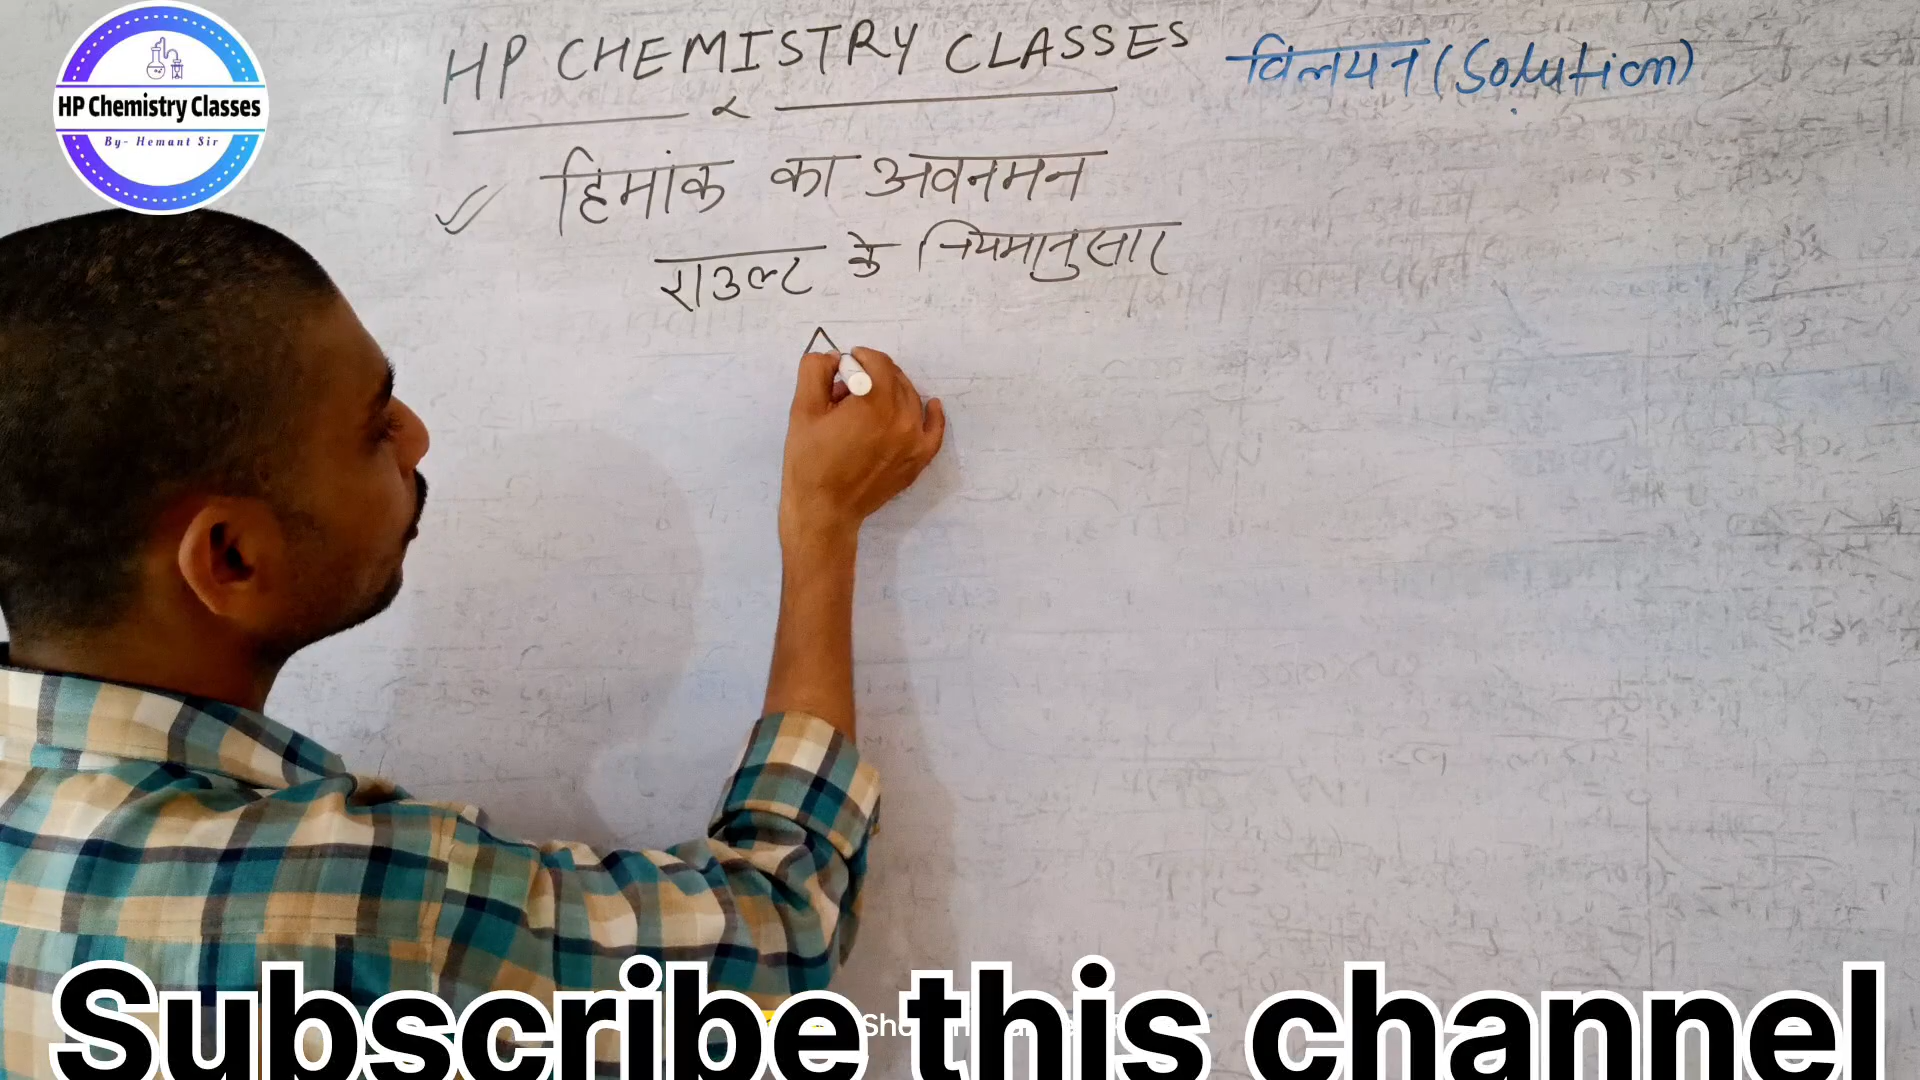 HP Chemistry Classes
By- Hemant Sir
HP CHEMISTRY CLASSES
विलयन (Solution)
हिमांक का अवनमन
राउल्ट के नियमानुसार
Subscribe this channel